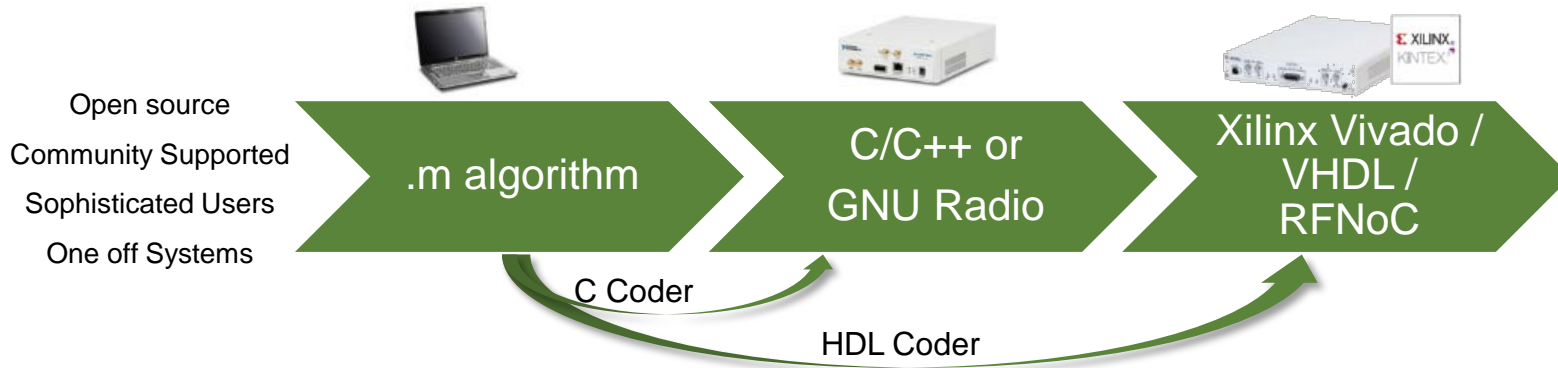 XILINX
KINTEX
Open source
Community Supported
Sophisticated Users
One off Systems
.m algorithm
C/C++ or
GNU Radio
Xilinx Vivado /
VHDL /
RFNoC
C Coder
HDL Coder